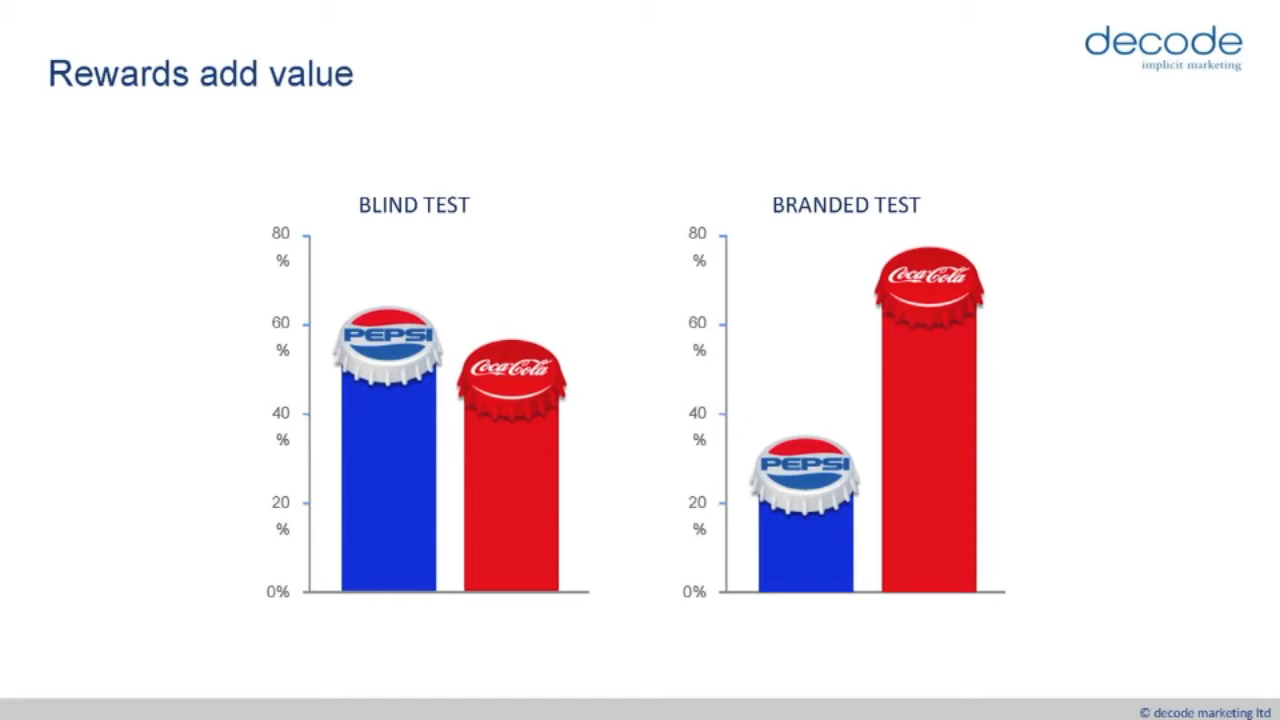 decode
implicit marketing
Rewards add value
BLIND TEST
80
%
60
%
40
%
20
%
0%
PEPSI
Coca-Cola
BRANDED TEST
80
%
60
%
40
%
20
%
0%
PEPSI
Coca-Cola
© decode marketing ltd